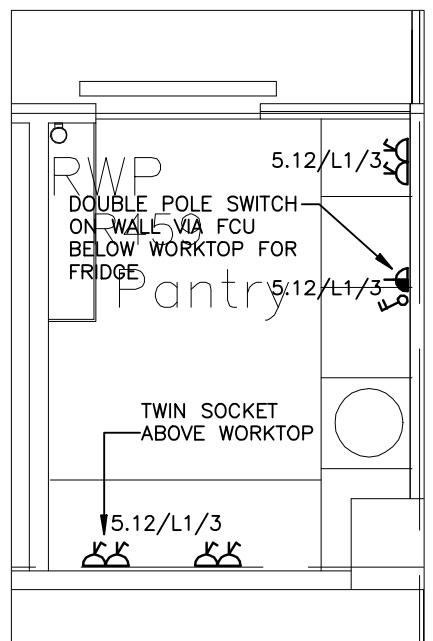 5.12/L1/3
RWP
DOUBLE POLE SWITCH
ON WALL VIA FCU
BELOW WORKTOP FOR
FRIDGE
R459
Pantry
5.12/L1/3
F
TWIN SOCKET
ABOVE WORKTOP
5.12/L1/3